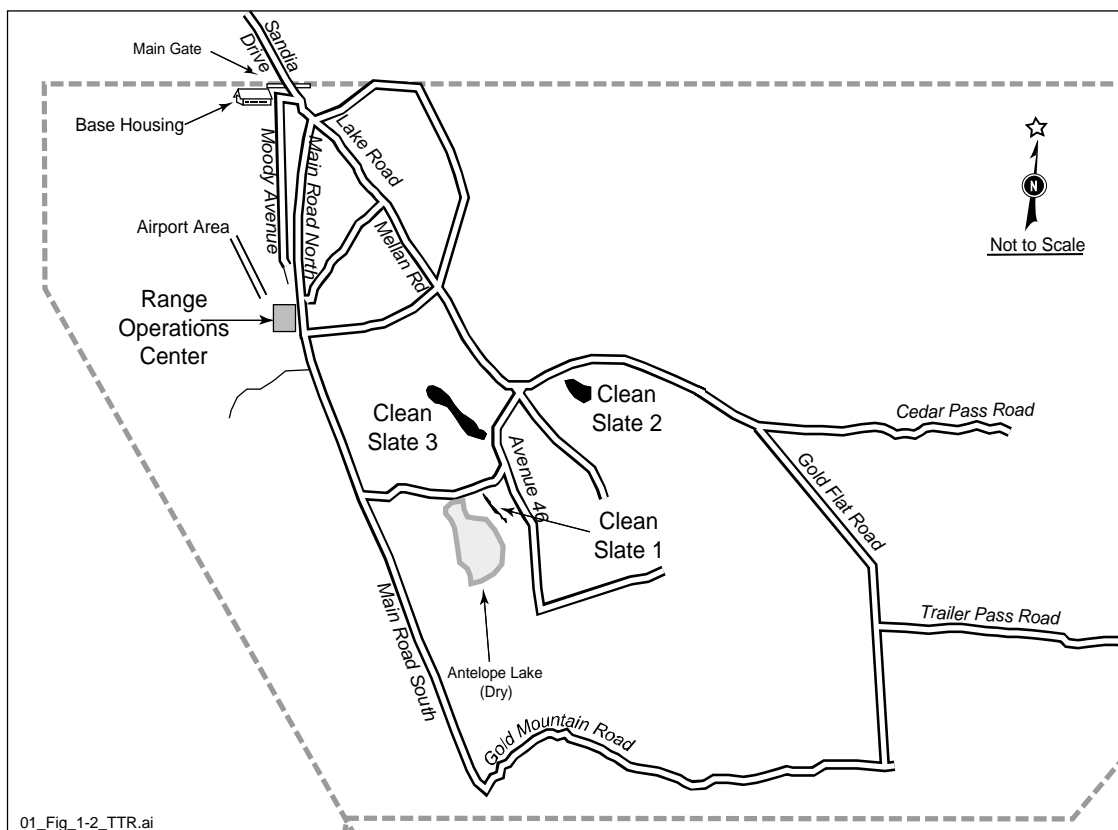 Sandia
Drive
Main Gate
Base Housing
Moody Avenue
Main Road North
Lake Road
Mellan Rd
Airport Area
Range
Operations
Center
N
Not to Scale
Clean
Slate 3
Clean
Slate 2
Cedar Pass Road
Avenue 46
Gold Flat Road
Clean
Slate 1
Main Road South
Trailer Pass Road
Antelope Lake
(Dry)
Gold Mountain Road
01_Fig_1-2_TTR.ai